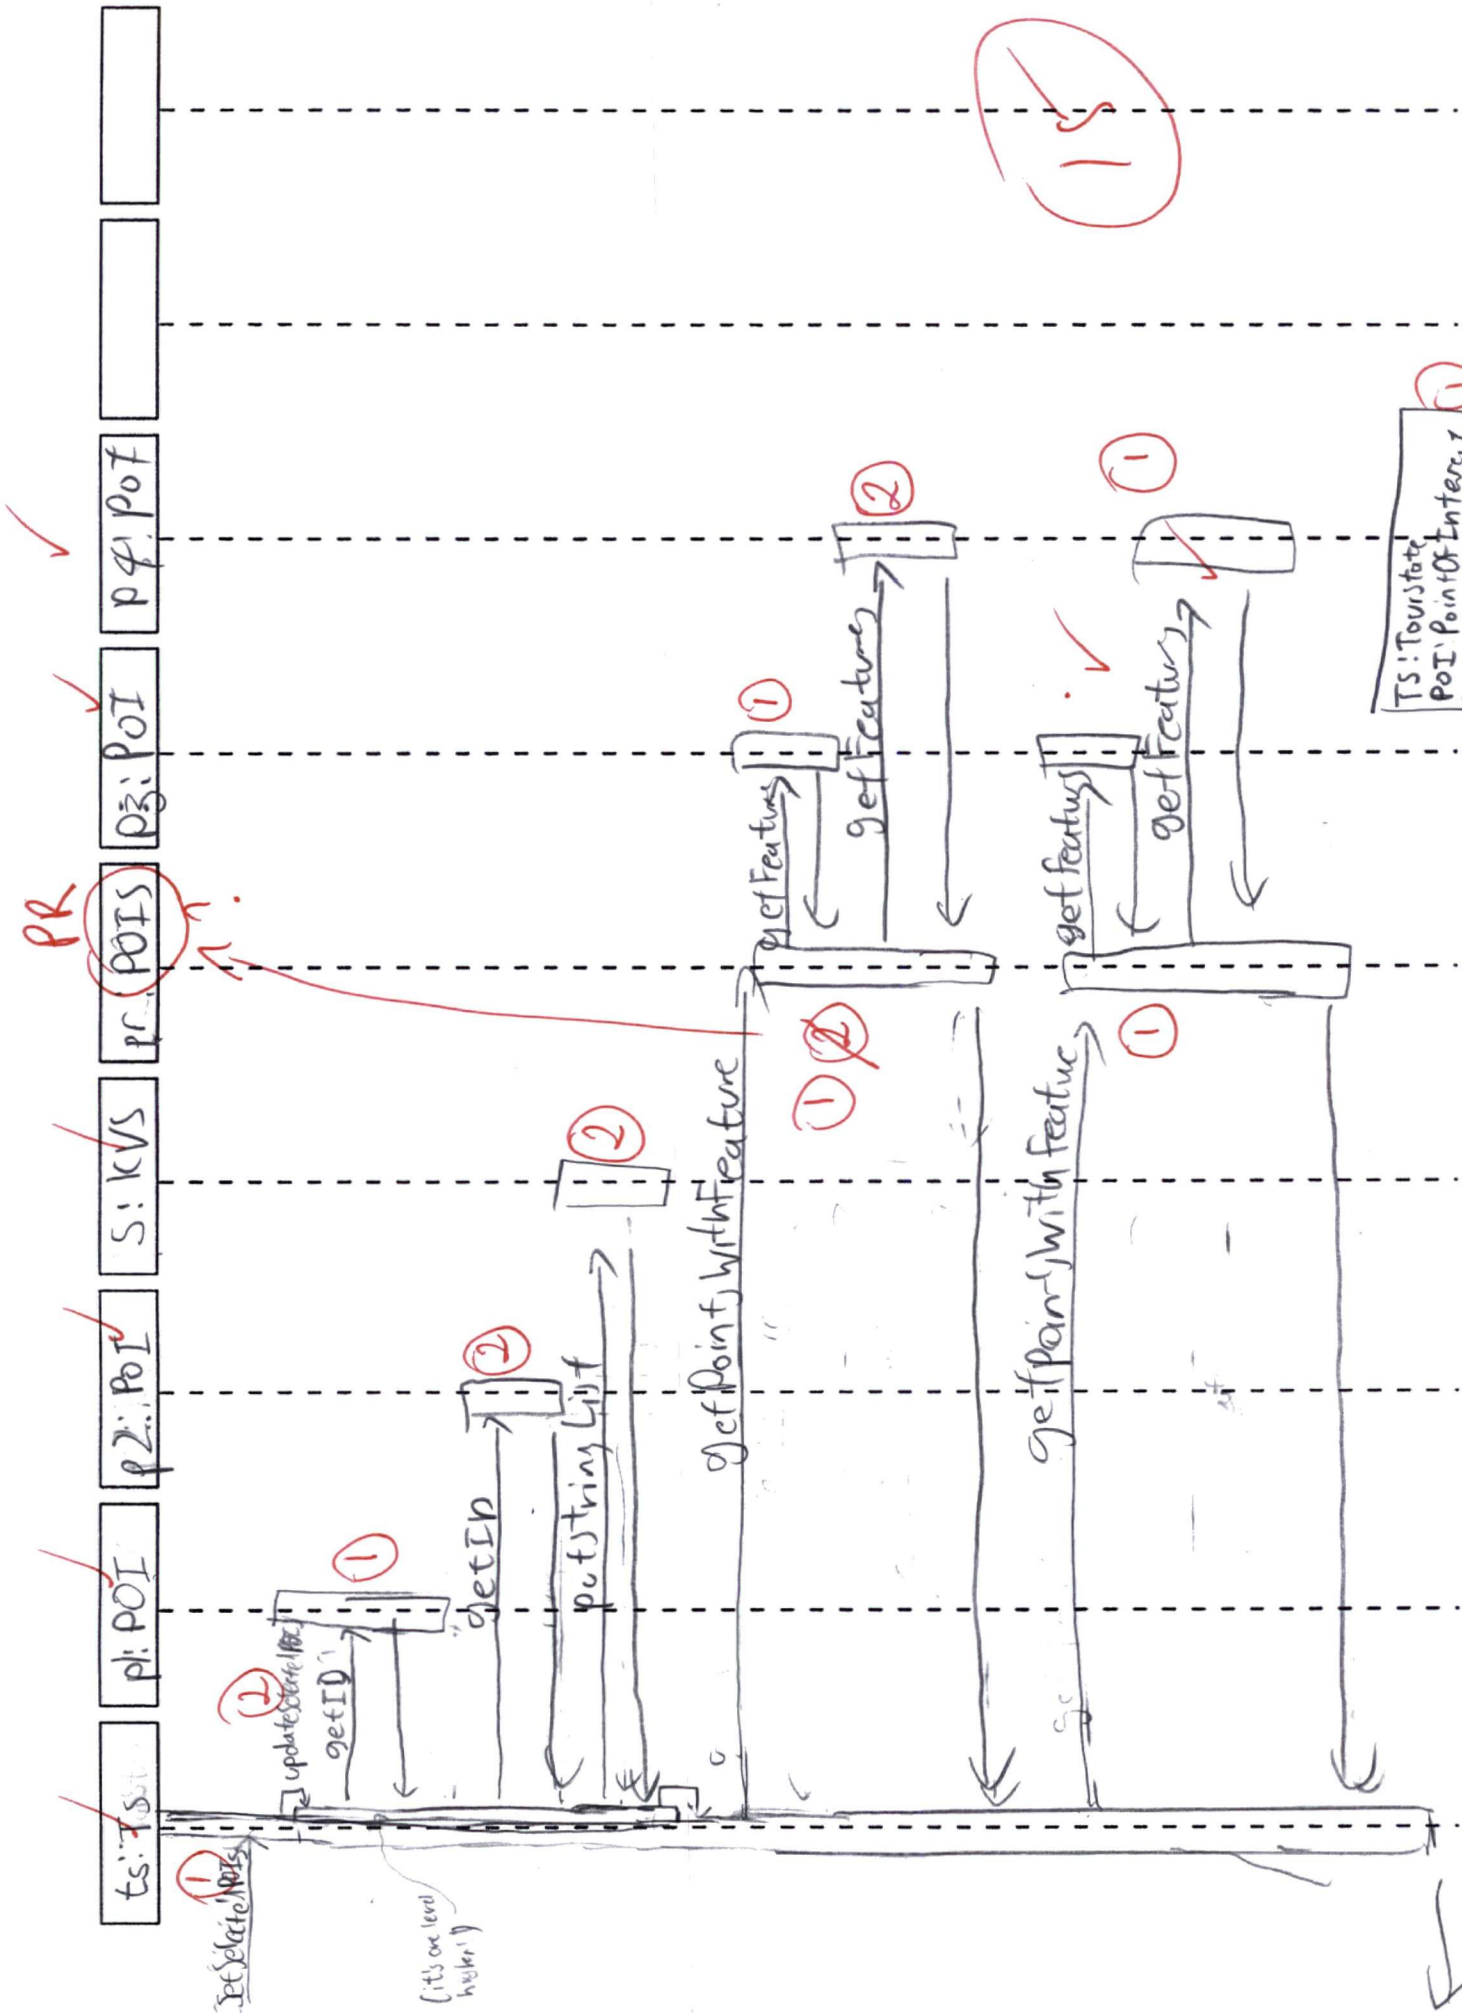 ts: TS
p1: POI
p2: POI
S: KVS
pr: POIS
PR
p3: POI
p4: POI
1
setSelectedPOIs
2
getID
1
(it's one level
higher!)
getID
2
putStringList
2
getPointsWithFeature
1
2
getFeatures
1
getFeatures
2
getPointsWithFeature
1
getFeatures
getFeatures
1
15
TS: TourState
POI: PointOfInterest
1